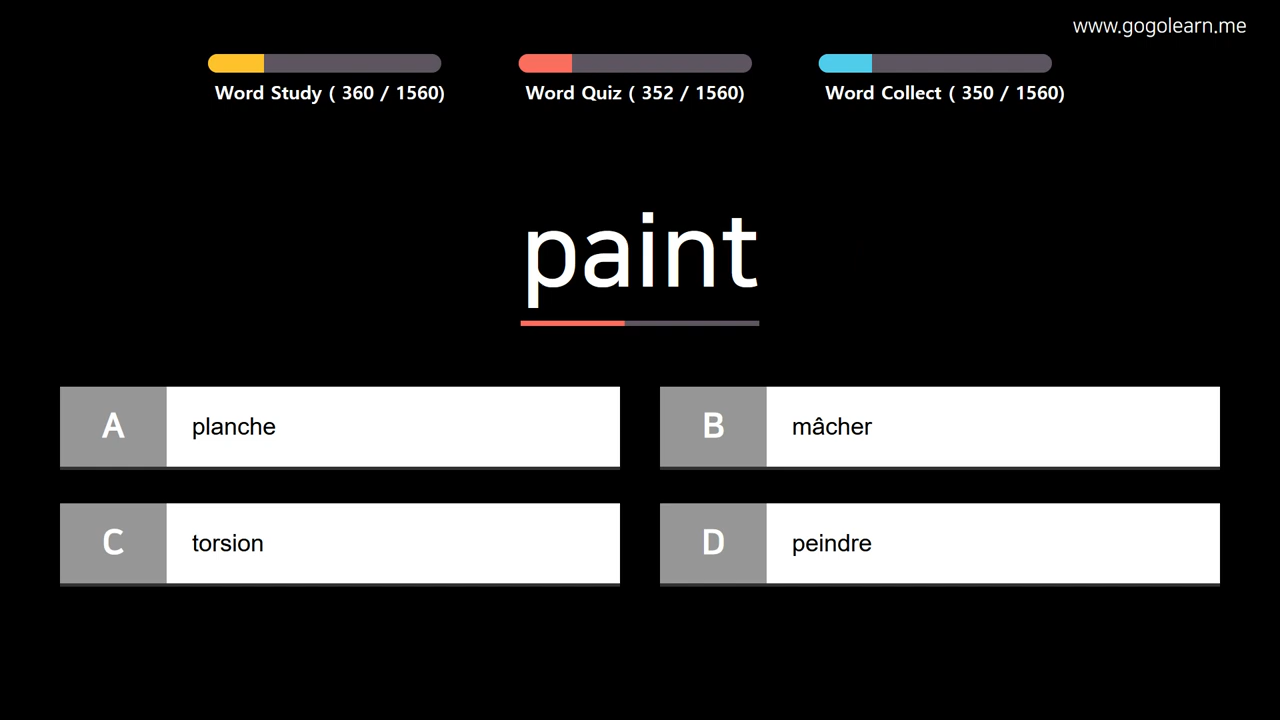 www.gogolearn.me
Word Study ( 360 / 1560)
Word Quiz ( 352 / 1560)
Word Collect ( 350 / 1560)
paint
A planche
B mâcher
C torsion
D peindre